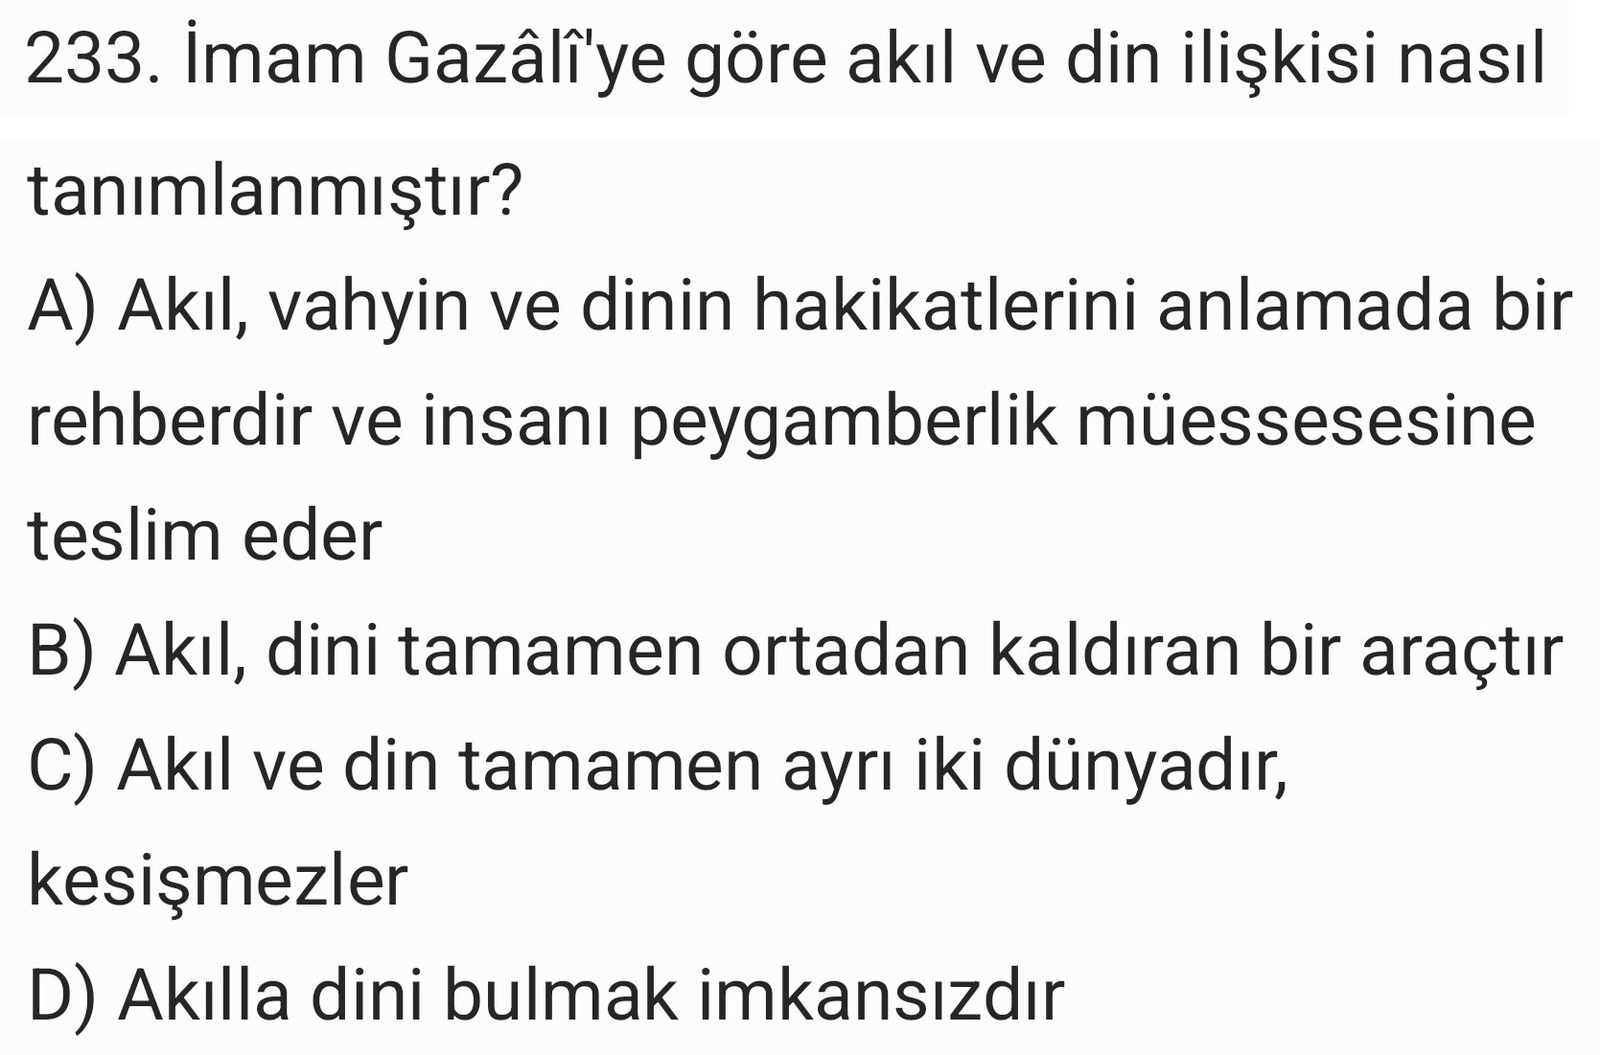 233. İmam Gazâlî'ye göre akıl ve din ilişkisi nasıl
tanımlanmıştır?
A) Akıl, vahyin ve dinin hakikatlerini anlamada bir
rehberdir ve insanı peygamberlik müessesesine
teslim eder
B) Akıl, dini tamamen ortadan kaldıran bir araçtır
C) Akıl ve din tamamen ayrı iki dünyadır,
kesişmezler
D) Akılla dini bulmak imkansızdır